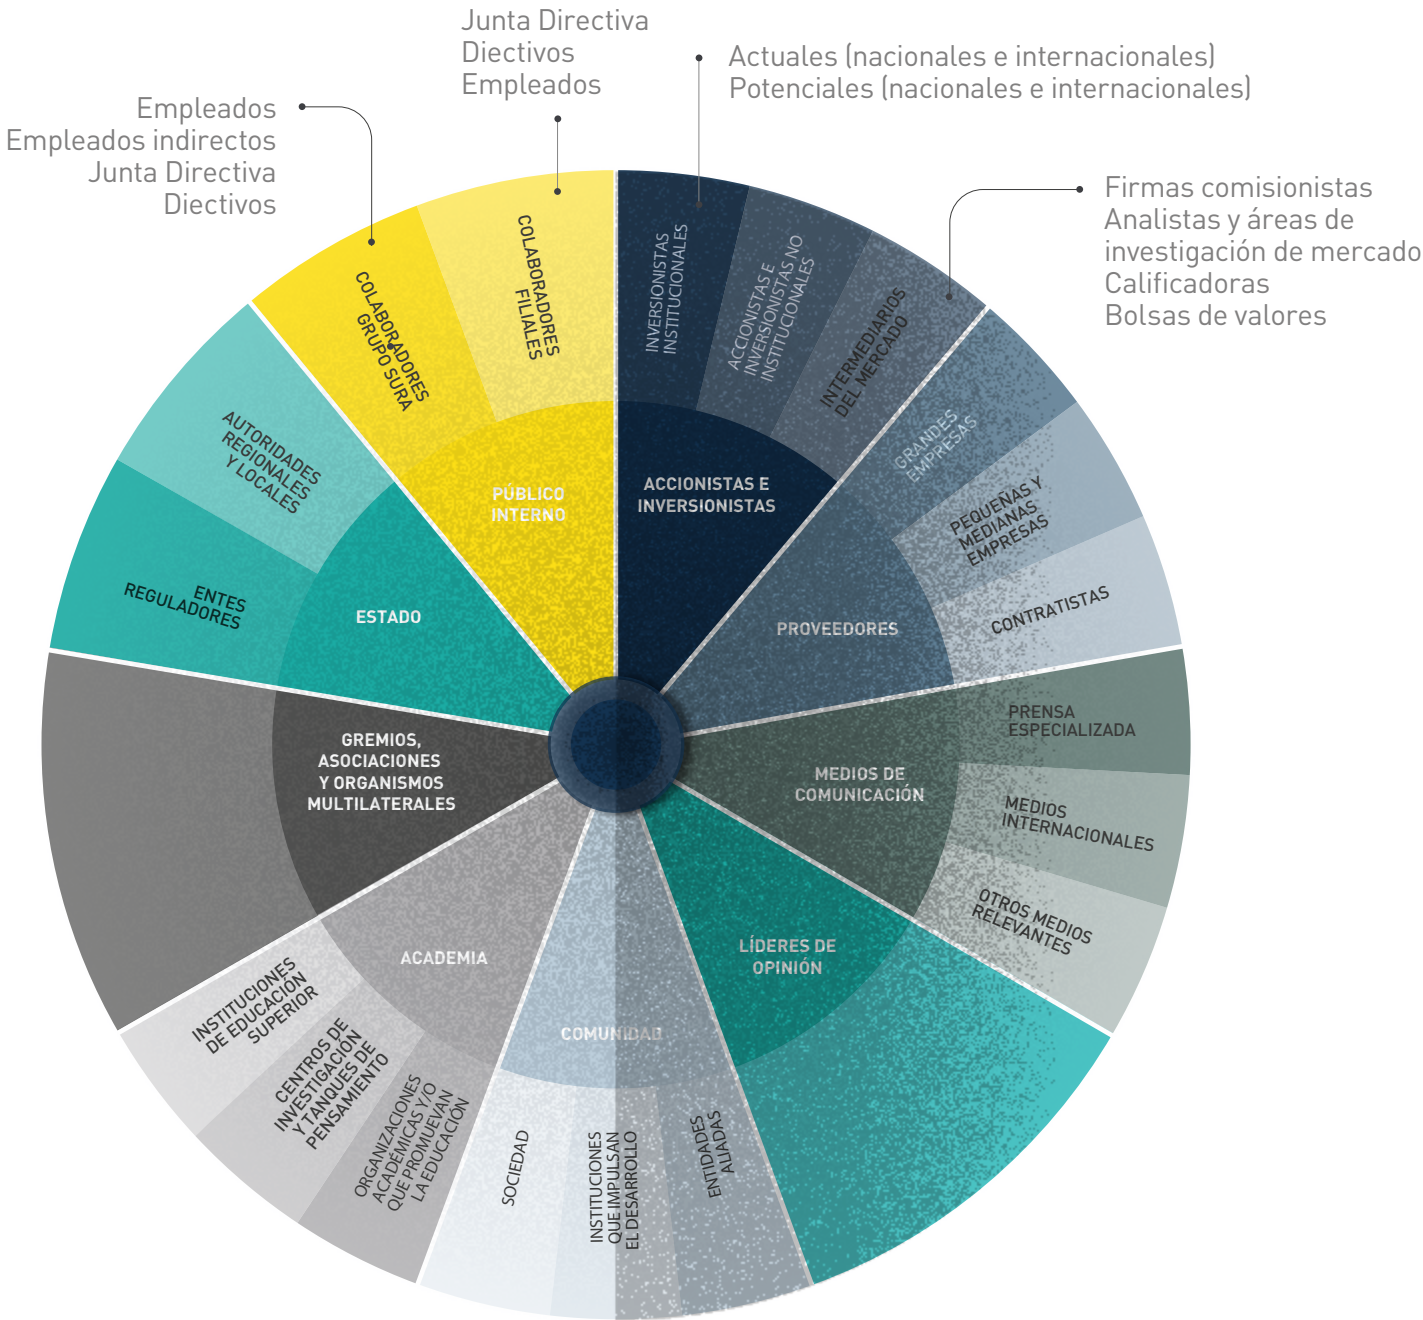 Junta Directiva
Diectivos
Empleados
Actuales (nacionales e internacionales)
Potenciales (nacionales e internacionales)
Empleados
Empleados indirectos
Junta Directiva
Diectivos
Firmas comisionistas
Analistas y áreas de
investigación de mercado
Calificadoras
Bolsas de valores
COLABORADORES
GRUPO SURA
COLABORADORES
FILIALES
INVERSIONISTAS
INSTITUCIONALES
ACCIONISTAS E
INVERSIONISTAS NO
INSTITUCIONALES
INTERMEDIARIOS
DEL MERCADO
GRANDES
EMPRESAS
PEQUEÑAS Y
MEDIANAS
EMPRESAS
CONTRATISTAS
AUTORIDADES
REGIONALES
Y LOCALES
ENTES
REGULADORES
PÚBLICO
INTERNO
ACCIONISTAS E
INVERSIONISTAS
ESTADO
PROVEEDORES
GREMIOS,
ASOCIACIONES
Y ORGANISMOS
MULTILATERALES
MEDIOS DE
COMUNICACIÓN
PRENSA
ESPECIALIZADA
MEDIOS
INTERNACIONALES
OTROS MEDIOS
RELEVANTES
ACADEMIA
LÍDERES DE
OPINIÓN
COMUNIDAD
INSTITUCIONES
DE EDUCACIÓN
SUPERIOR
CENTROS DE
INVESTIGACIÓN
Y TANQUES DE
PENSAMIENTO
ORGANIZACIONES
ACADÉMICAS Y/O
QUE PROMUEVAN
LA EDUCACIÓN
SOCIEDAD
INSTITUCIONES
QUE IMPULSAN
EL DESARROLLO
ENTIDADES
ALIADAS